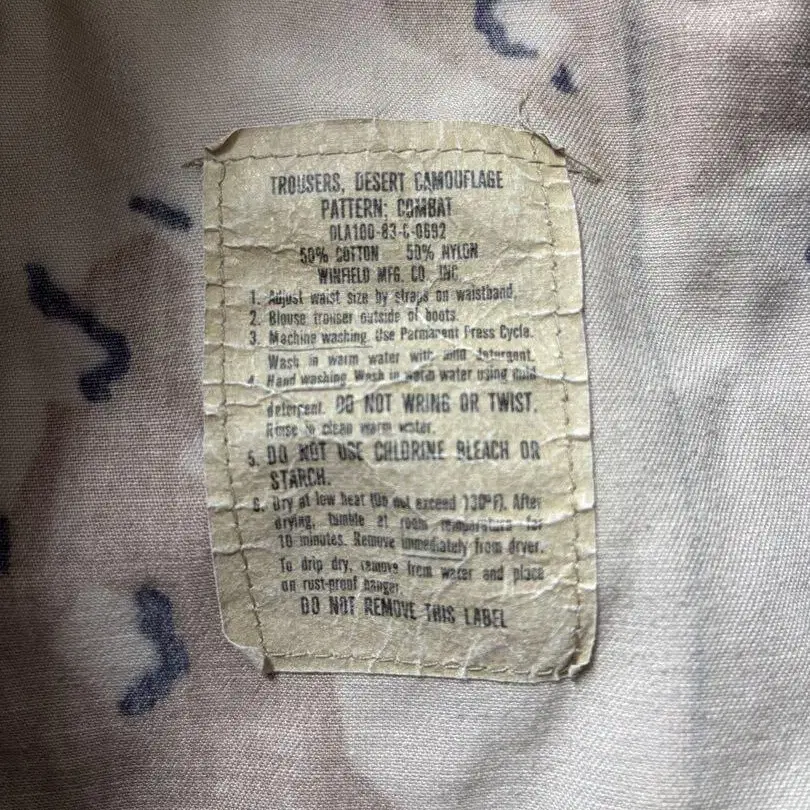 TROUSERS, DESERT CAMOUFLAGE
PATTERN: COMBAT
DLA100-83-C-0692
50% COTTON 50% NYLON
WINFIELD MFG. CO. INC.
1. Adjust waist size by straps on waistband.
2. Blouse trouser outside of boots.
3. Machine washing. Use Permanent Press Cycle.
Wash in warm water with mild detergent.
4. Hand washing. Wash in warm water using mild
detergent. DO NOT WRING OR TWIST.
Rinse in clean warm water.
5. DO NOT USE CHLORINE BLEACH OR
STARCH.
6. Dry at low heat (Do not exceed 130°F). After
drying, tumble at room temperature for
10 minutes. Remove immediately from dryer.
To drip dry, remove from water and place
on rust-proof hanger.
DO NOT REMOVE THIS LABEL